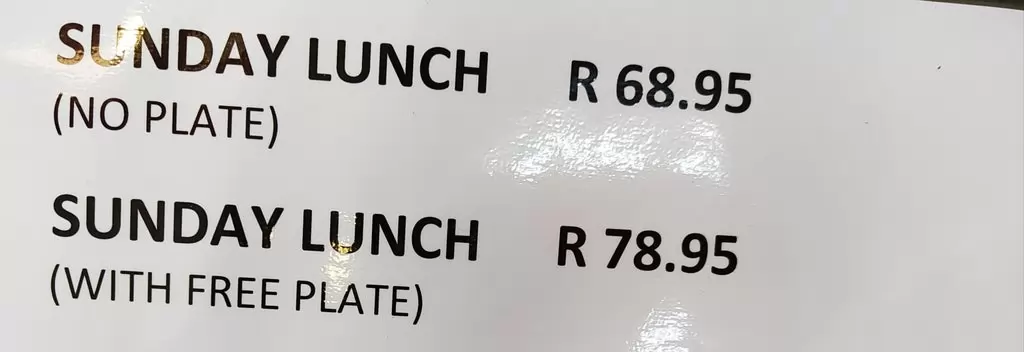 SUNDAY LUNCH R 68.95
(NO PLATE)
SUNDAY LUNCH R 78.95
(WITH FREE PLATE)